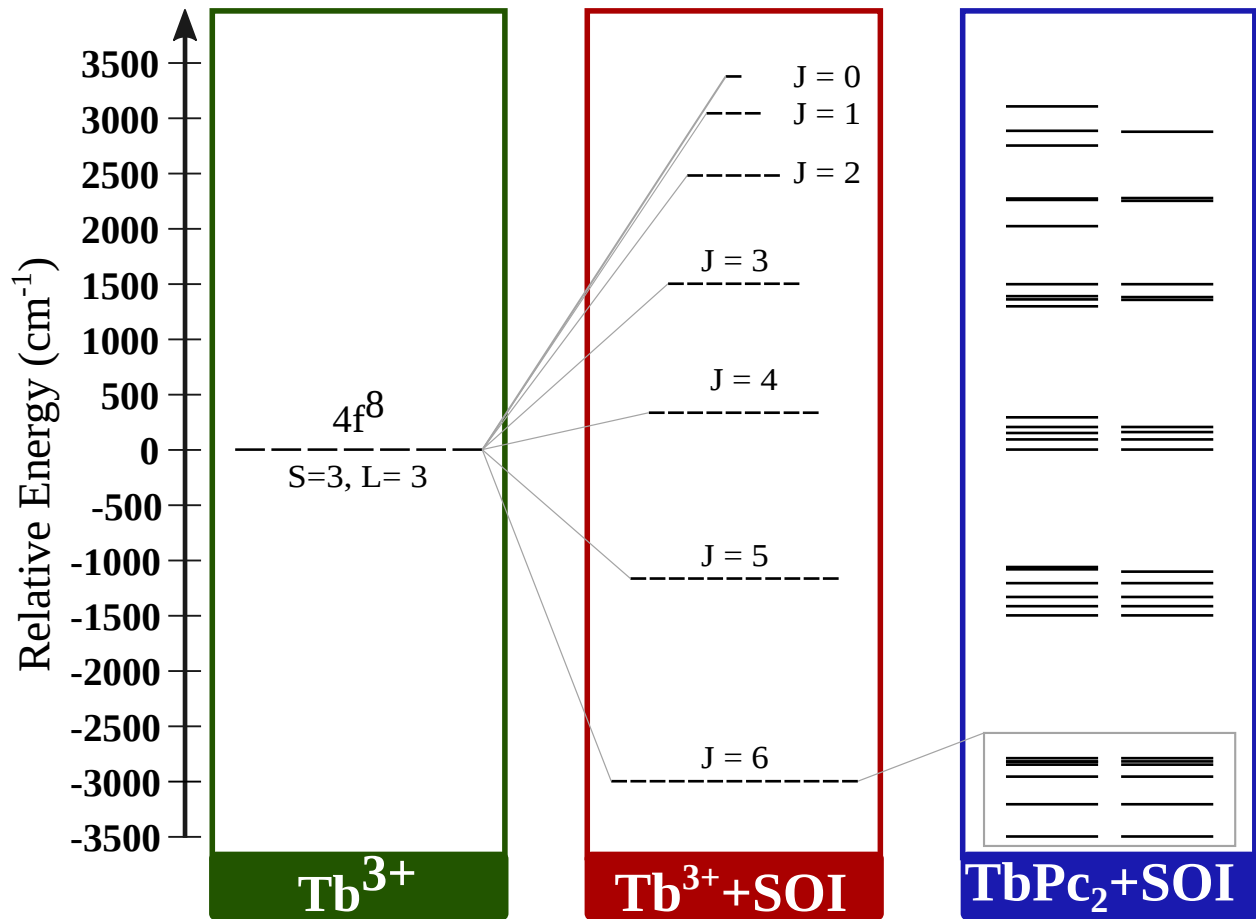 3500
3000
2500
2000
1500
1000
500
0
-500
-1000
-1500
-2000
-2500
-3000
-3500
Relative Energy (cm⁻¹)
4f⁸
S=3, L= 3
J = 0
J = 1
J = 2
J = 3
J = 4
J = 5
J = 6
Tb³⁺
Tb³⁺+SOI
TbPc₂+SOI